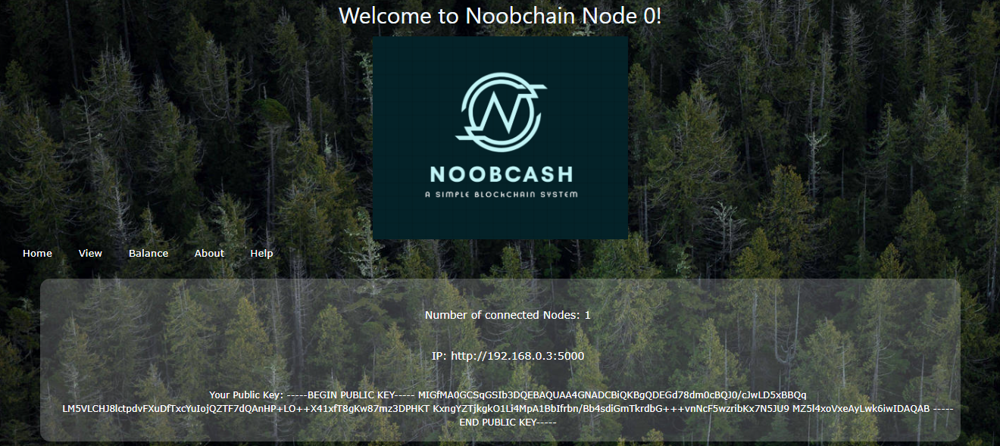 Welcome to Noobchain Node 0!
NOOBCASH
A SIMPLE BLOCKCHAIN SYSTEM
Home View Balance About Help
Number of connected Nodes: 1
IP: http://192.168.0.3:5000
Your Public Key: -----BEGIN PUBLIC KEY----- MIGfMA0GCSqGSIb3DQEBAQUAA4GNADCBiQKBgQDEGd78dm0cBQJ0/cJwLD5xBBQq
LM5VLCHJ8lctpdvFXuDfTxcYuIojQZTF7dQAnHP+LO++X41xfT8gKw87mz3DPHKT KxngYZTjkgkO1Li4MpA1BbIfrbn/Bb4sdiGmTkrdbG+++vnNcF5wzribKx7N5JU9 MZ5l4xoVxeAyLwk6iwIDAQAB -----
END PUBLIC KEY-----